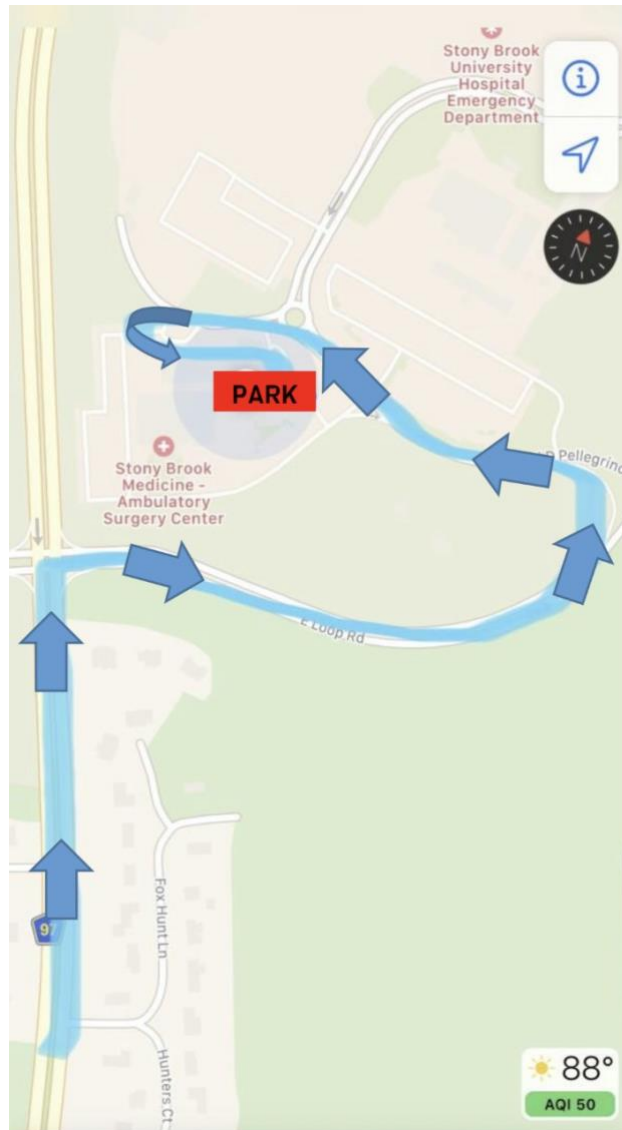 Stony Brook
University
Hospital
Emergency
Department
N
PARK
Stony Brook
Medicine -
Ambulatory
Surgery Center
Pellegrino
E Loop Rd
Fox Hunt Ln
97
Hunters Ct
88°
AQI 50